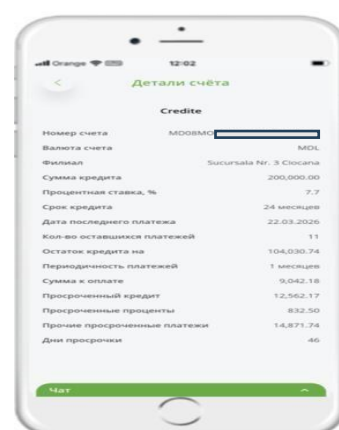 Orange 12:02
Детали счёта
Credite
Номер счета MD08MO
Валюта счета MDL
Филиал Sucursala Nr. 3 Ciocana
Сумма кредита 200,000.00
Процентная ставка, % 7.7
Срок кредита 24 месяцев
Дата последнего платежа 22.03.2026
Кол-во оставшихся платежей 11
Остаток кредита на 104,030.74
Периодичность платежей 1 месяцев
Сумма к оплате 9,042.18
Просроченный кредит 12,562.17
Просроченные проценты 832.50
Прочие просроченные платежи 14,871.74
Дни просрочки 46
Чат